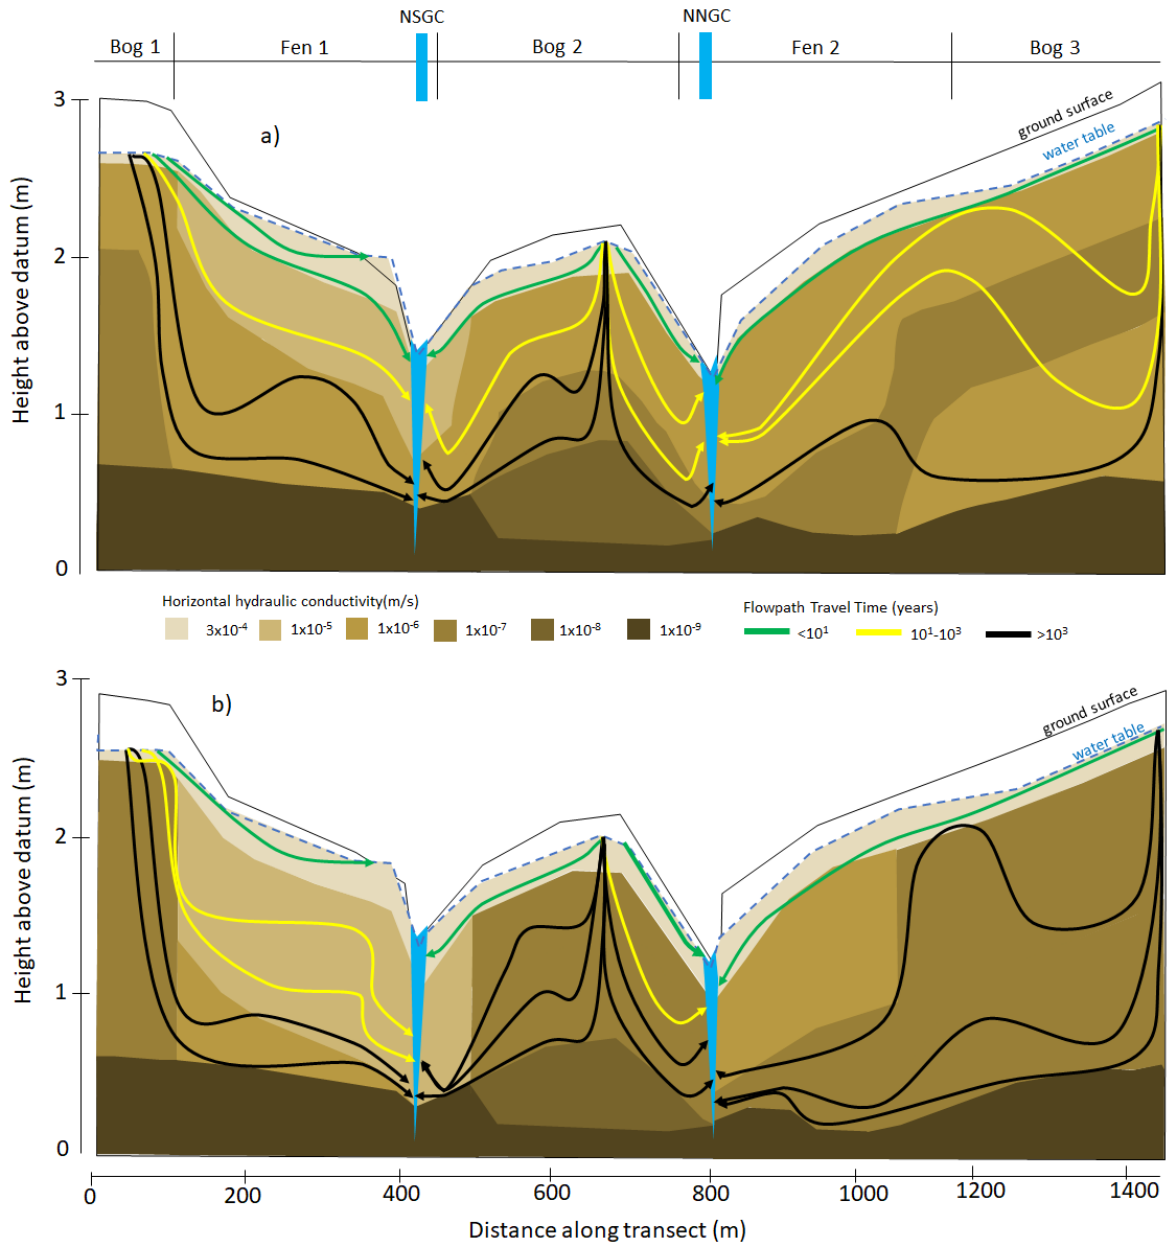 NSGC NNGC
Bog 1 Fen 1 Bog 2 Fen 2 Bog 3
3
a)
ground surface
water table
2
Height above datum (m)
1
0
Horizontal hydraulic conductivity(m/s) Flowpath Travel Time (years)
3x10⁻⁴ 1x10⁻⁵ 1x10⁻⁶ 1x10⁻⁷ 1x10⁻⁸ 1x10⁻⁹ <10¹ 10¹-10³ >10³
3
b)
ground surface
water table
2
Height above datum (m)
1
0
0 200 400 600 800 1000 1200 1400
Distance along transect (m)